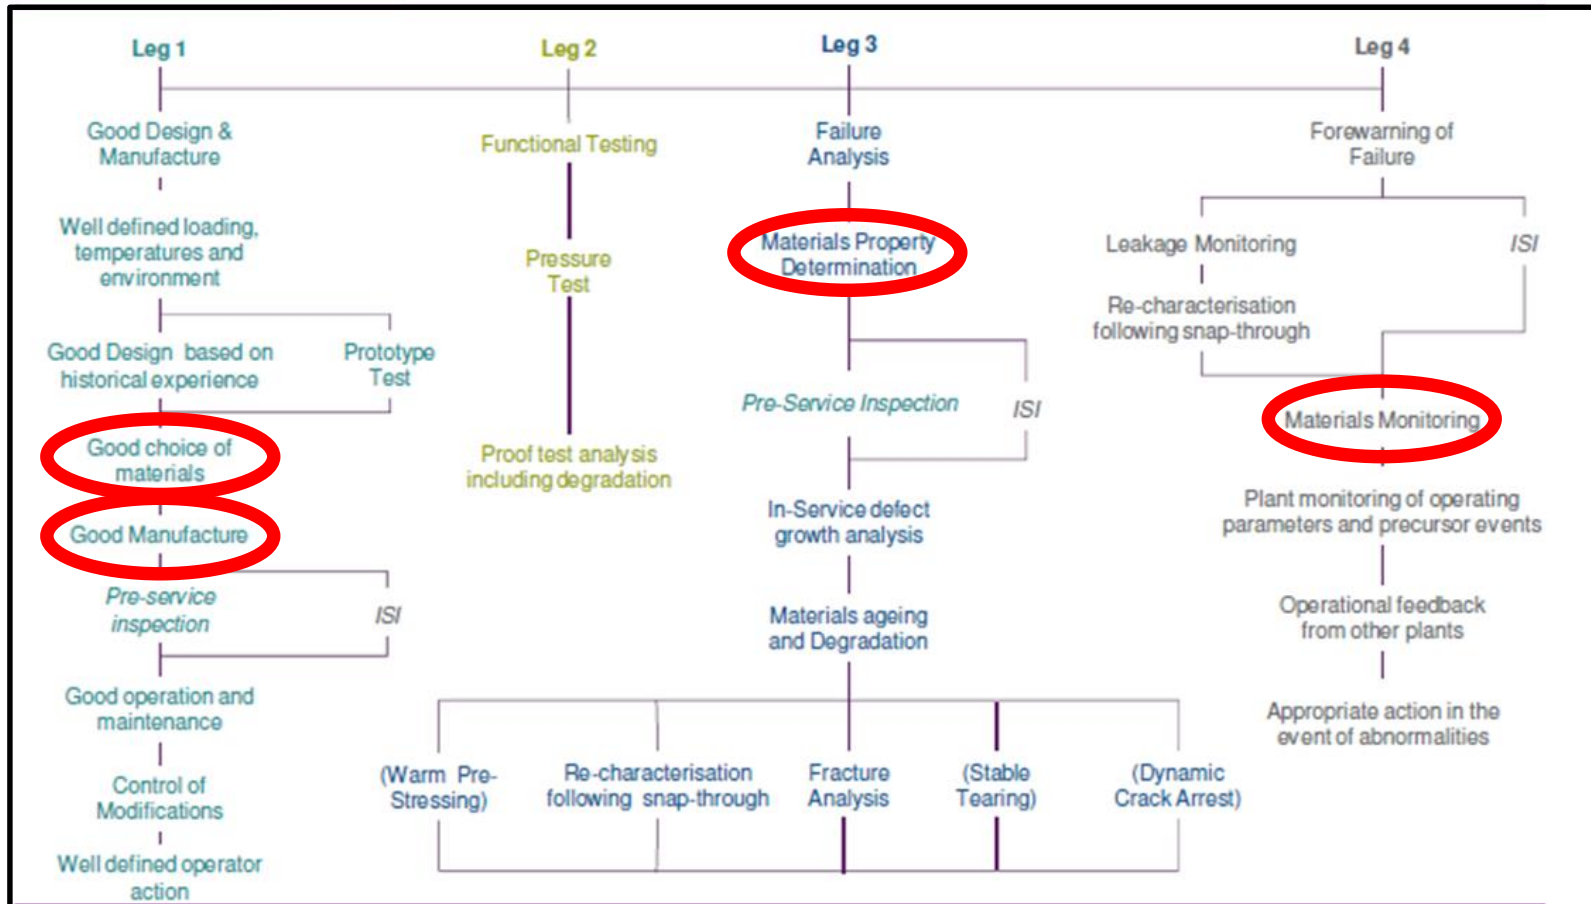 Leg 1
Good Design &
Manufacture
Well defined loading,
temperatures and
environment
Good Design based on
historical experience
Prototype
Test
Good choice of
materials
Good Manufacture
Pre-service
inspection
ISI
Good operation and
maintenance
Control of
Modifications
Well defined operator
action
Leg 2
Functional Testing
Pressure
Test
Proof test analysis
including degradation
Leg 3
Failure
Analysis
Materials Property
Determination
Pre-Service Inspection
ISI
In-Service defect
growth analysis
Materials ageing
and Degradation
(Warm Pre-
Stressing)
Re-characterisation
following snap-through
Fracture
Analysis
(Stable
Tearing)
(Dynamic
Crack Arrest)
Leg 4
Forewarning of
Failure
Leakage Monitoring
ISI
Re-characterisation
following snap-through
Materials Monitoring
Plant monitoring of operating
parameters and precursor events
Operational feedback
from other plants
Appropriate action in the
event of abnormalities